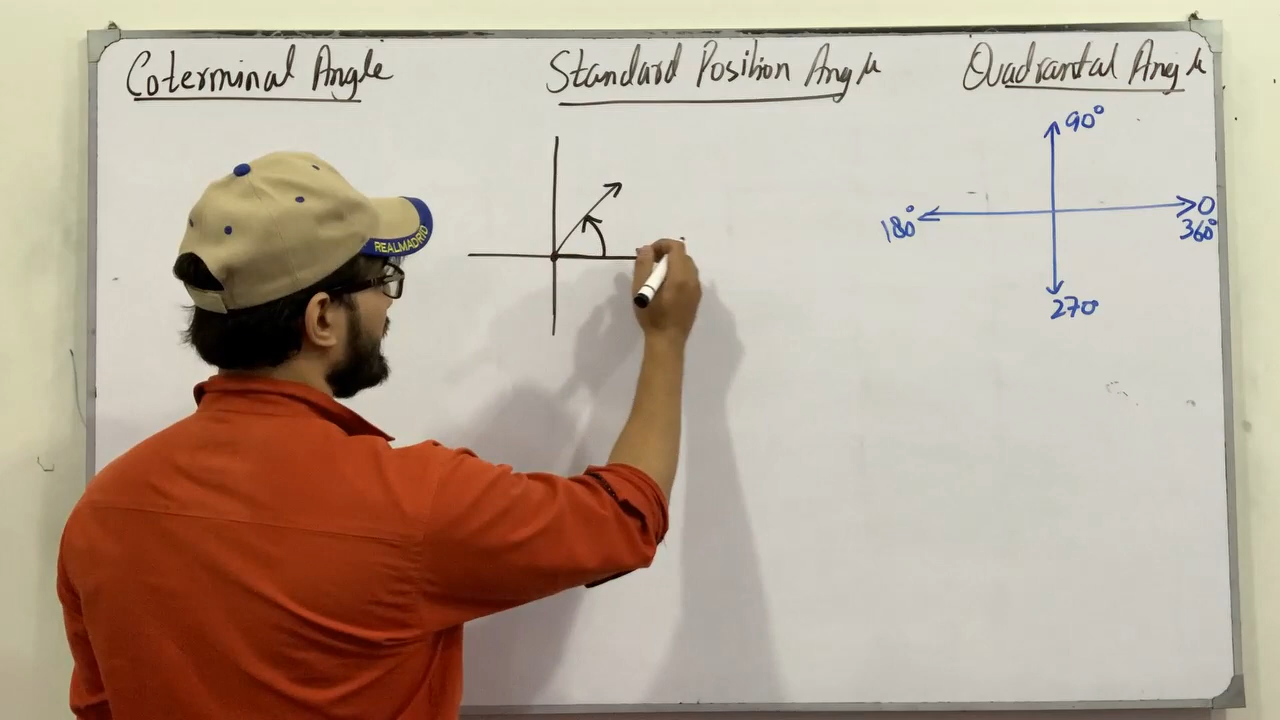 Coterminal Angle
Standard Position Angle
Quadrantal Angle
90°
180°
0
360°
270°
REALMADRID